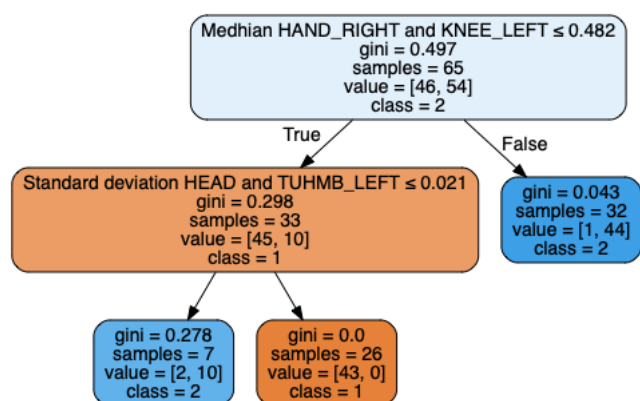 Medhian HAND_RIGHT and KNEE_LEFT ≤ 0.482
gini = 0.497
samples = 65
value = [46, 54]
class = 2
True
False
Standard deviation HEAD and TUHMB_LEFT ≤ 0.021
gini = 0.298
samples = 33
value = [45, 10]
class = 1
gini = 0.043
samples = 32
value = [1, 44]
class = 2
gini = 0.278
samples = 7
value = [2, 10]
class = 2
gini = 0.0
samples = 26
value = [43, 0]
class = 1